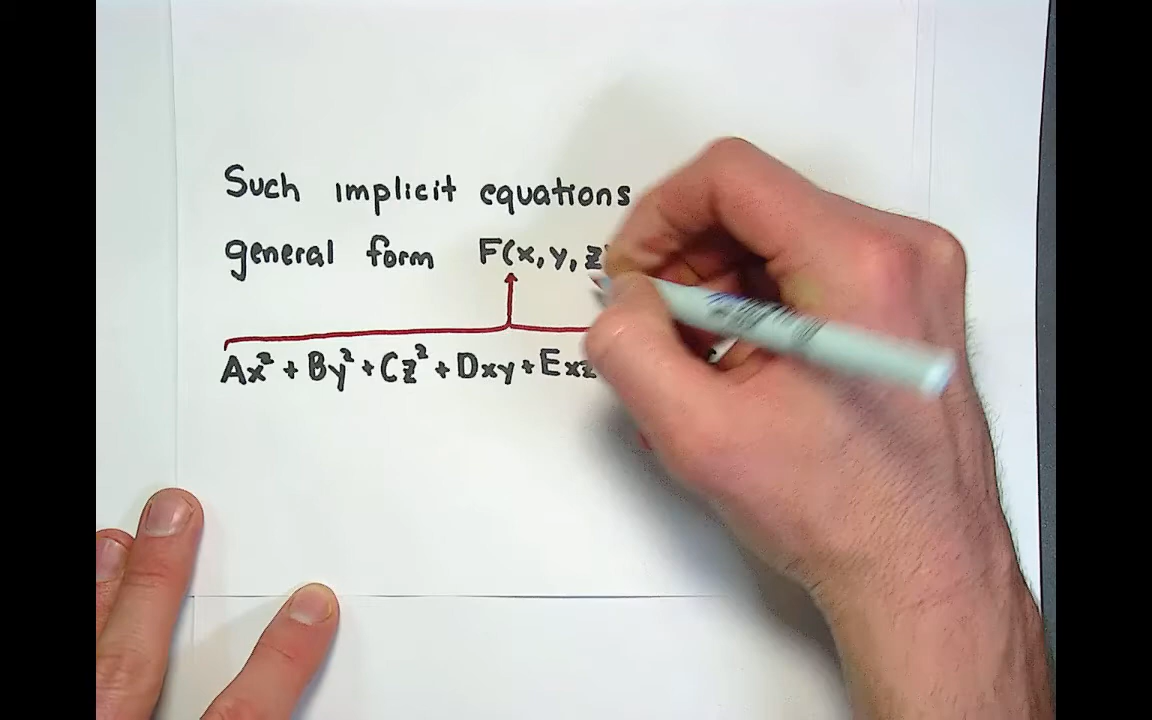 Such implicit equations
general form F(x, y, z
Ax² + By² + Cz² + Dxy + Exz